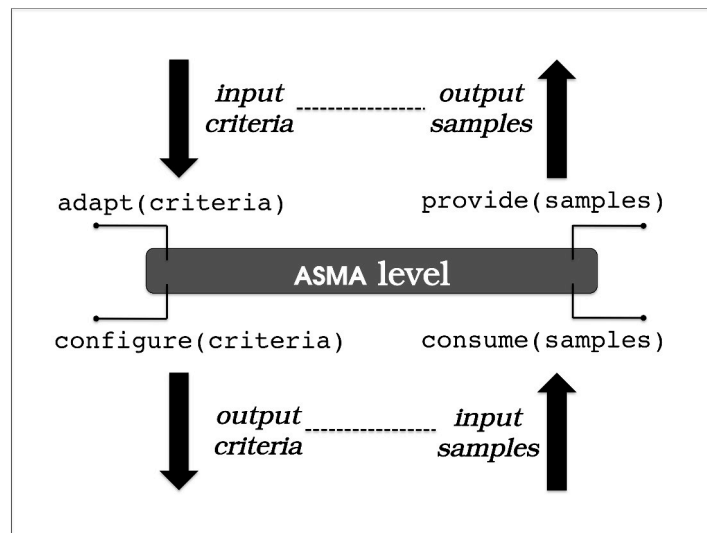 input
criteria
output
samples
adapt(criteria)
provide(samples)
ASMA level
configure(criteria)
consume(samples)
output
criteria
input
samples